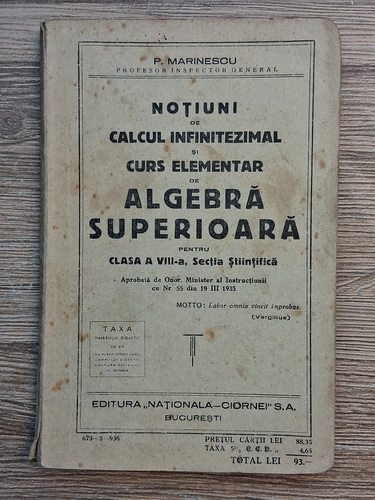 P. MARINESCU
PROFESOR INSPECTOR GENERAL
NOȚIUNI
DE
CALCUL INFINITEZIMAL
ȘI
CURS ELEMENTAR
DE
ALGEBRĂ
SUPERIOARĂ
PENTRU
CLASA A VIII-a, Secția Științifică
Aprobată de Onor. Minister al Instrucțiunii
cu Nr. 55 din 19 III 1935
MOTTO: Labor omnia vincit improbus.
(Vergilius)
TAXA
TIMBRULUI DIDACTIC
EDITURA „NAȚIONALA—CIORNEI" S. A.
BUCUREȘTI
673-3-936
PREȚUL CĂRȚII LEI 88.35
TAXA 5% C. C. D. „ 4,65
TOTAL LEI 93.—